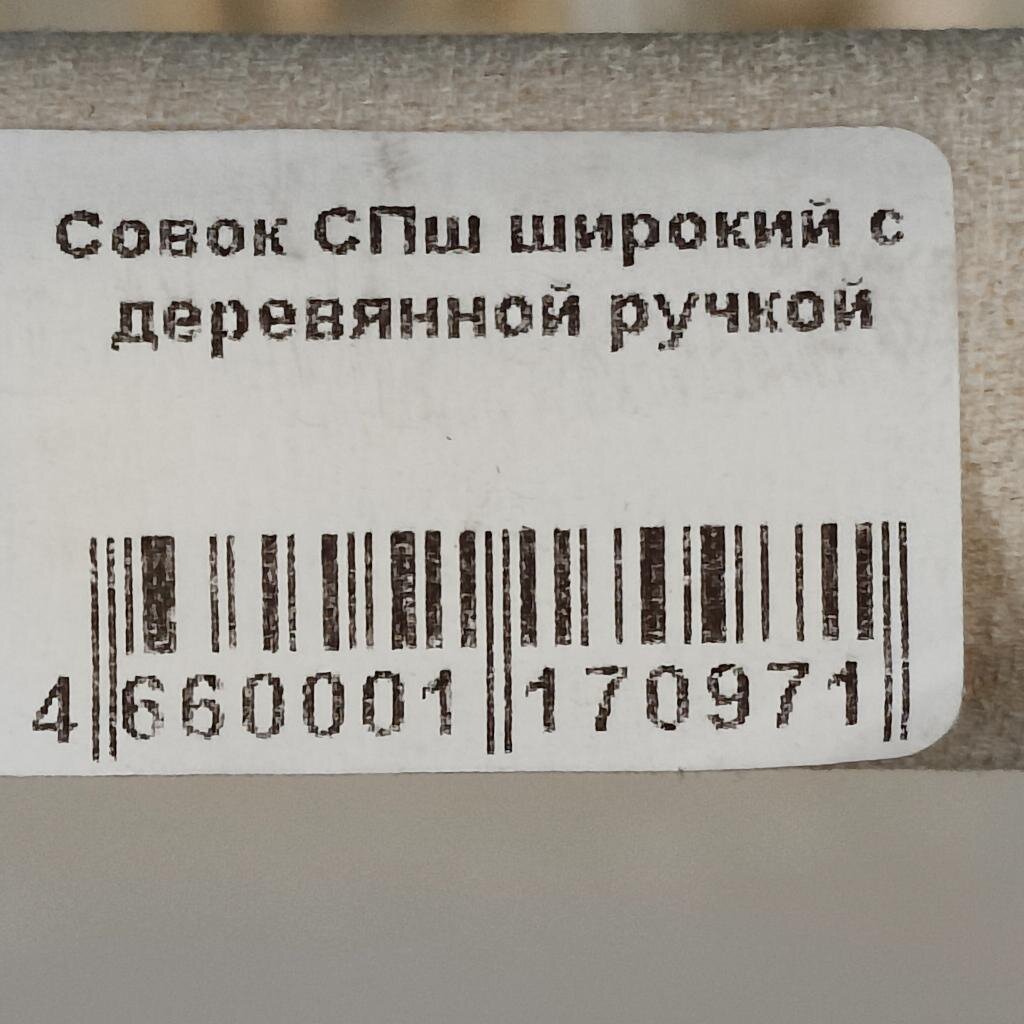 Совок СПш широкий с
деревянной ручкой
4 660001 170971